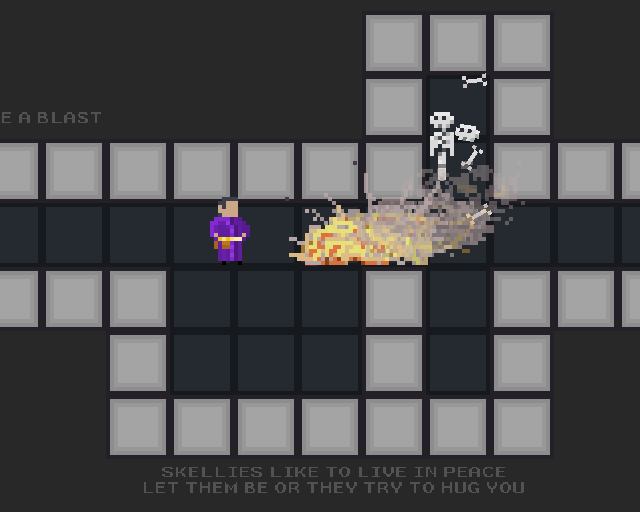 E A BLAST
SKELLIES LIKE TO LIVE IN PEACE
LET THEM BE OR THEY TRY TO HUG YOU